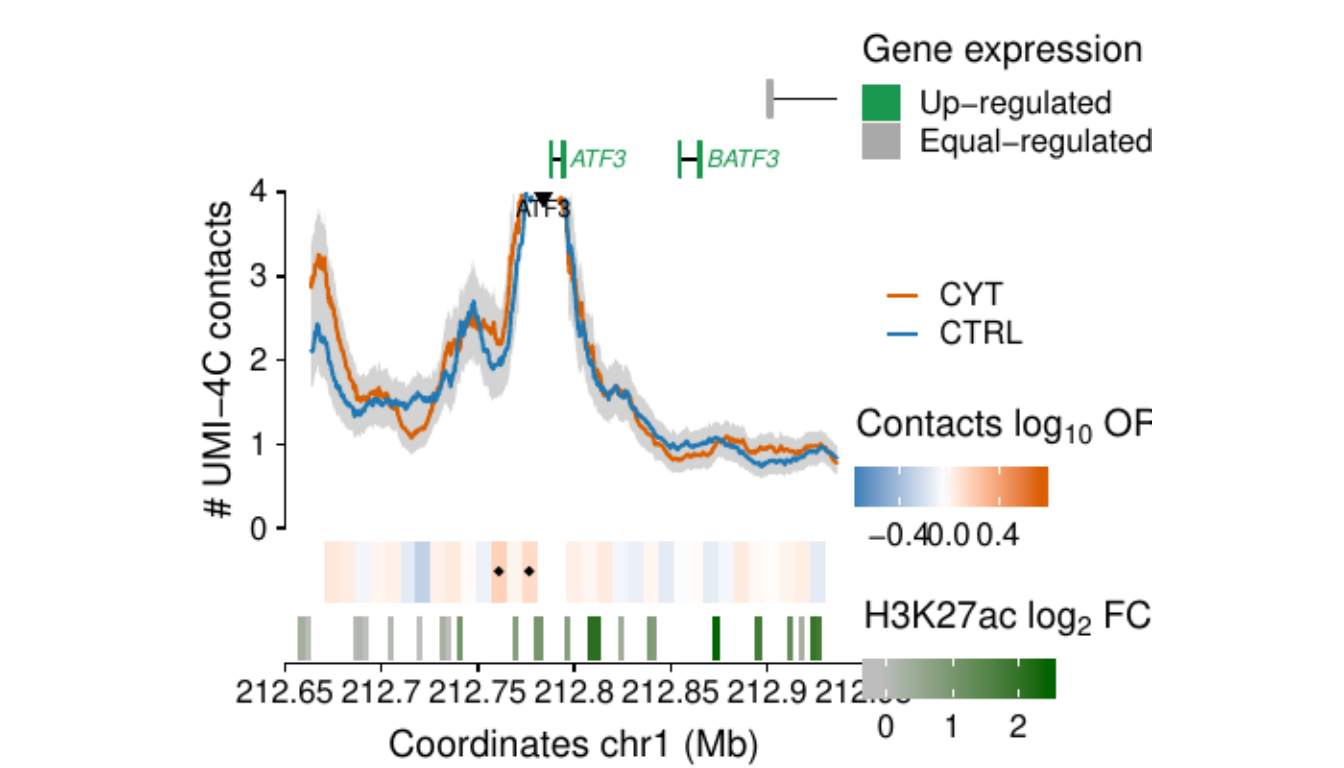 Gene expression
Up−regulated
Equal−regulated
ATF3
BATF3
ATF3
# UMI−4C contacts
4
3
2
1
0
CYT
CTRL
Contacts log10 OR
−0.4 0.0 0.4
H3K27ac log2 FC
0 1 2
212.65 212.7 212.75 212.8 212.85 212.9
Coordinates chr1 (Mb)